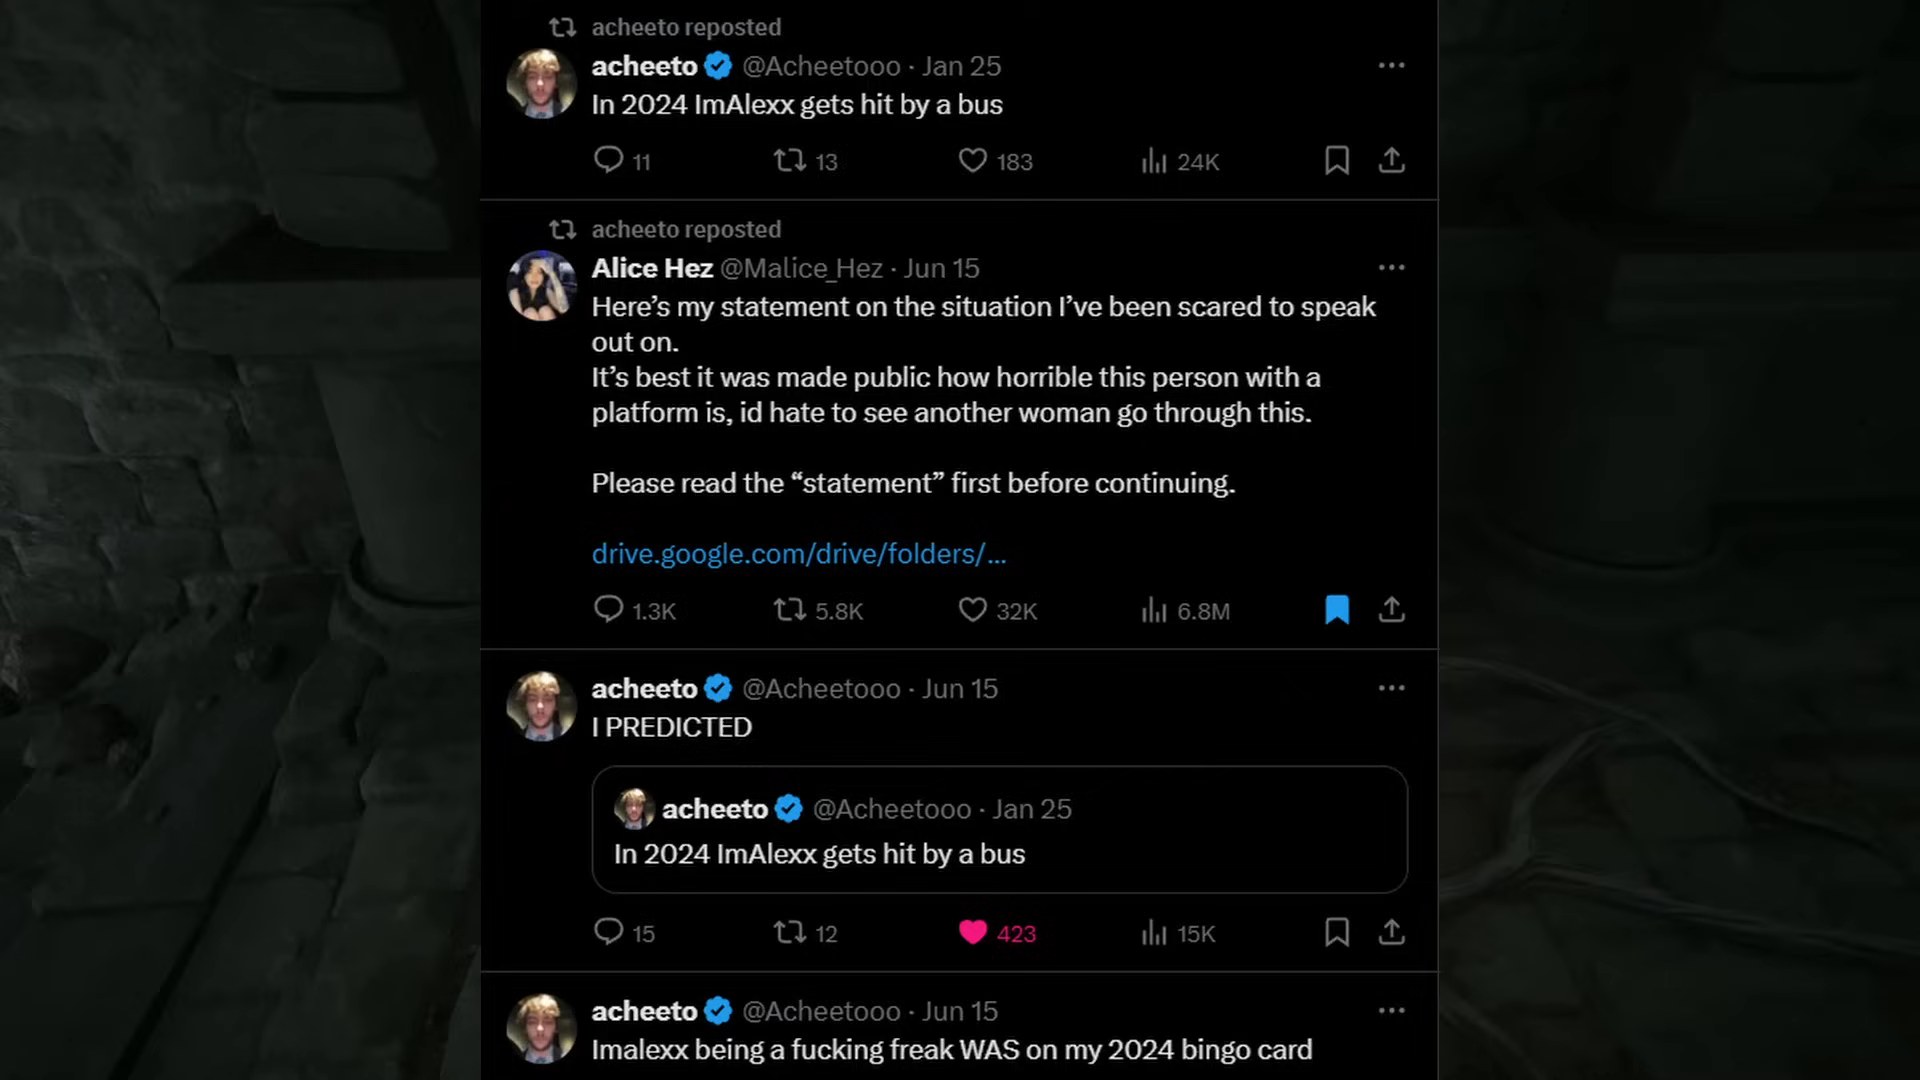 acheeto reposted
acheeto @Acheetooo · Jan 25
In 2024 ImAlexx gets hit by a bus
11 13 183 24K
acheeto reposted
Alice Hez @Malice_Hez · Jun 15
Here’s my statement on the situation I’ve been scared to speak
out on.
It’s best it was made public how horrible this person with a
platform is, id hate to see another woman go through this.
Please read the “statement” first before continuing.
drive.google.com/drive/folders/...
1.3K 5.8K 32K 6.8M
acheeto @Acheetooo · Jun 15
I PREDICTED
acheeto @Acheetooo · Jan 25
In 2024 ImAlexx gets hit by a bus
15 12 423 15K
acheeto @Acheetooo · Jun 15
Imalexx being a fucking freak WAS on my 2024 bingo card